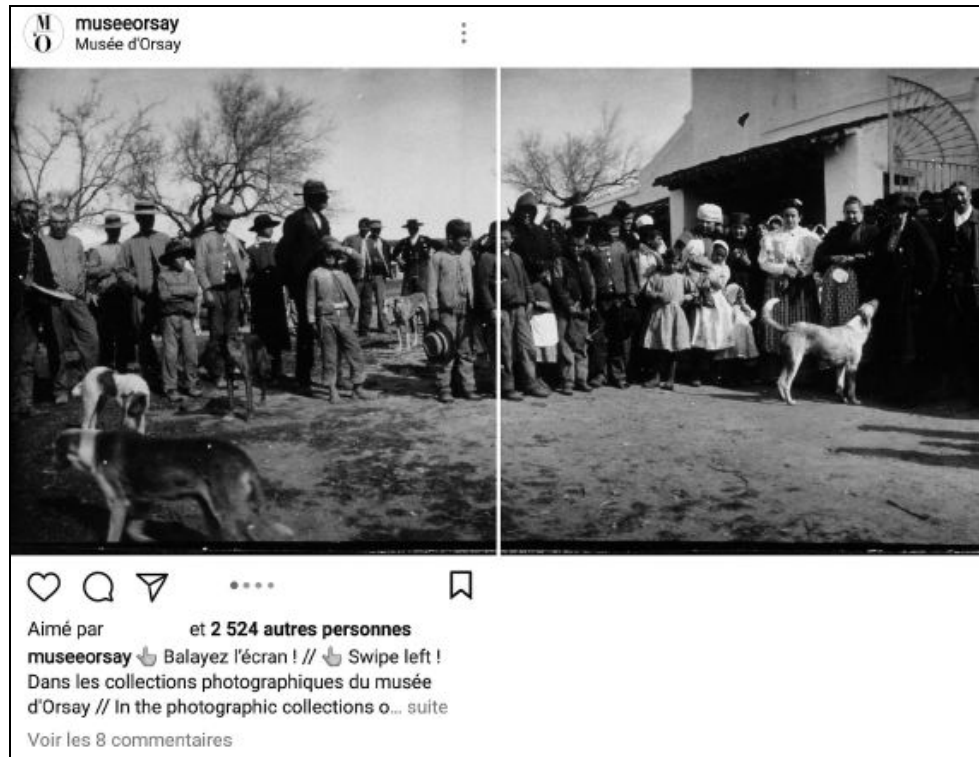 M
'O
museeorsay
Musée d'Orsay
Aimé par et 2 524 autres personnes
museeorsay 👆 Balayez l'écran ! // 👆 Swipe left !
Dans les collections photographiques du musée
d'Orsay // In the photographic collections o... suite
Voir les 8 commentaires